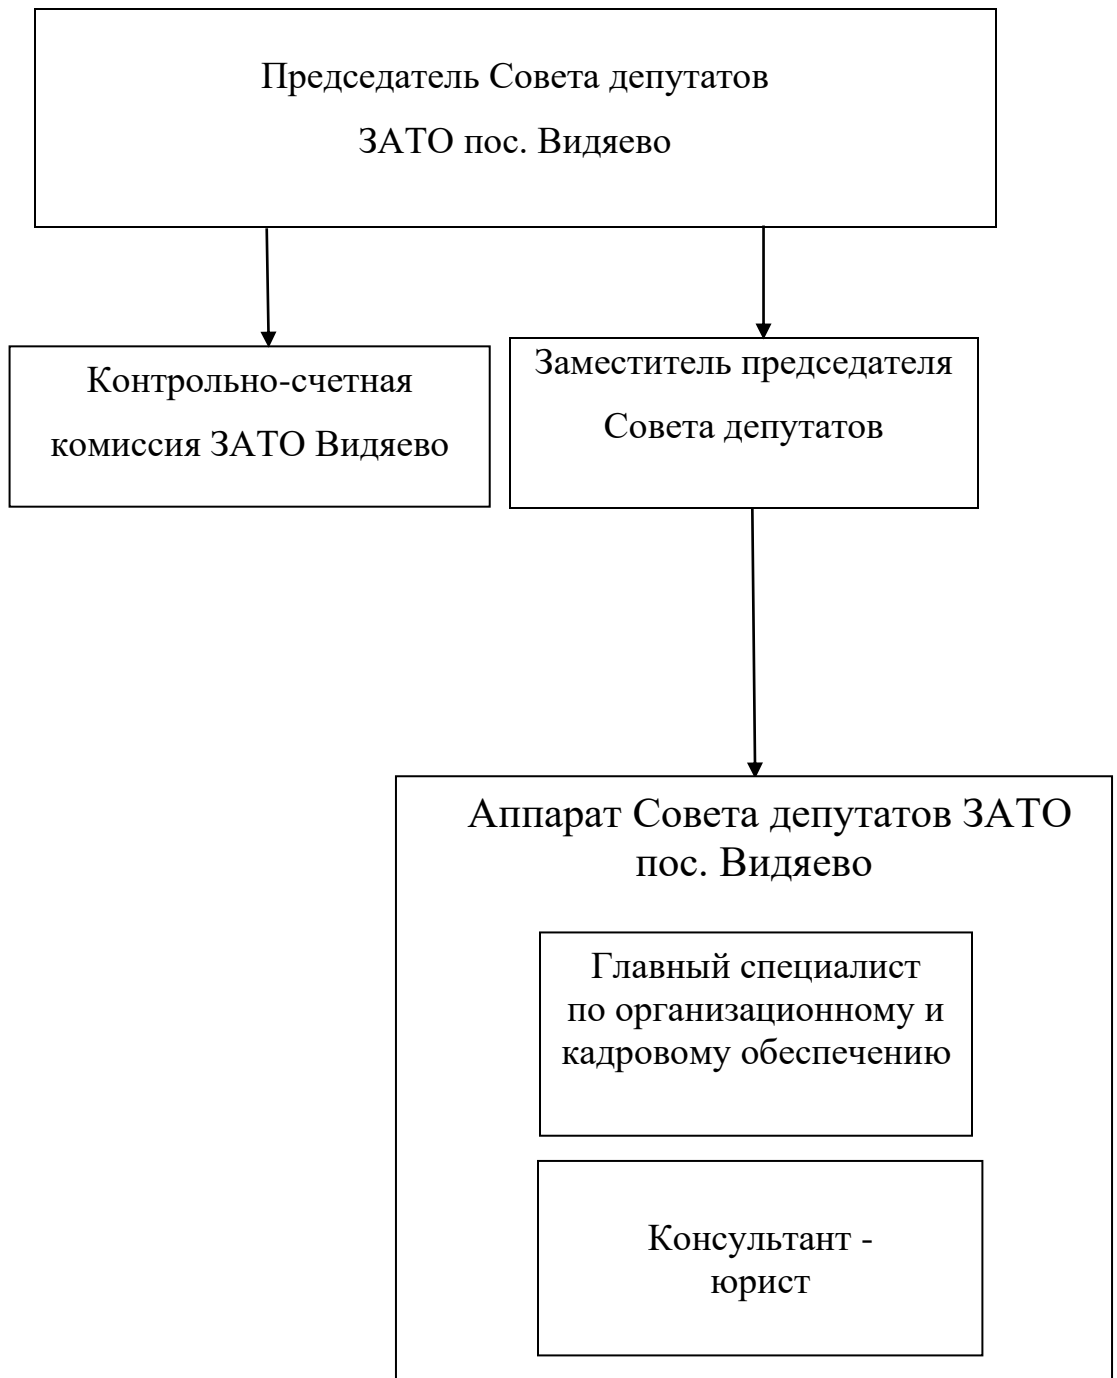 Председатель Совета депутатов
ЗАТО пос. Видяево
Контрольно-счетная
комиссия ЗАТО Видяево
Заместитель председателя
Совета депутатов
Аппарат Совета депутатов ЗАТО
пос. Видяево
Главный специалист
по организационному и
кадровому обеспечению
Консультант -
юрист